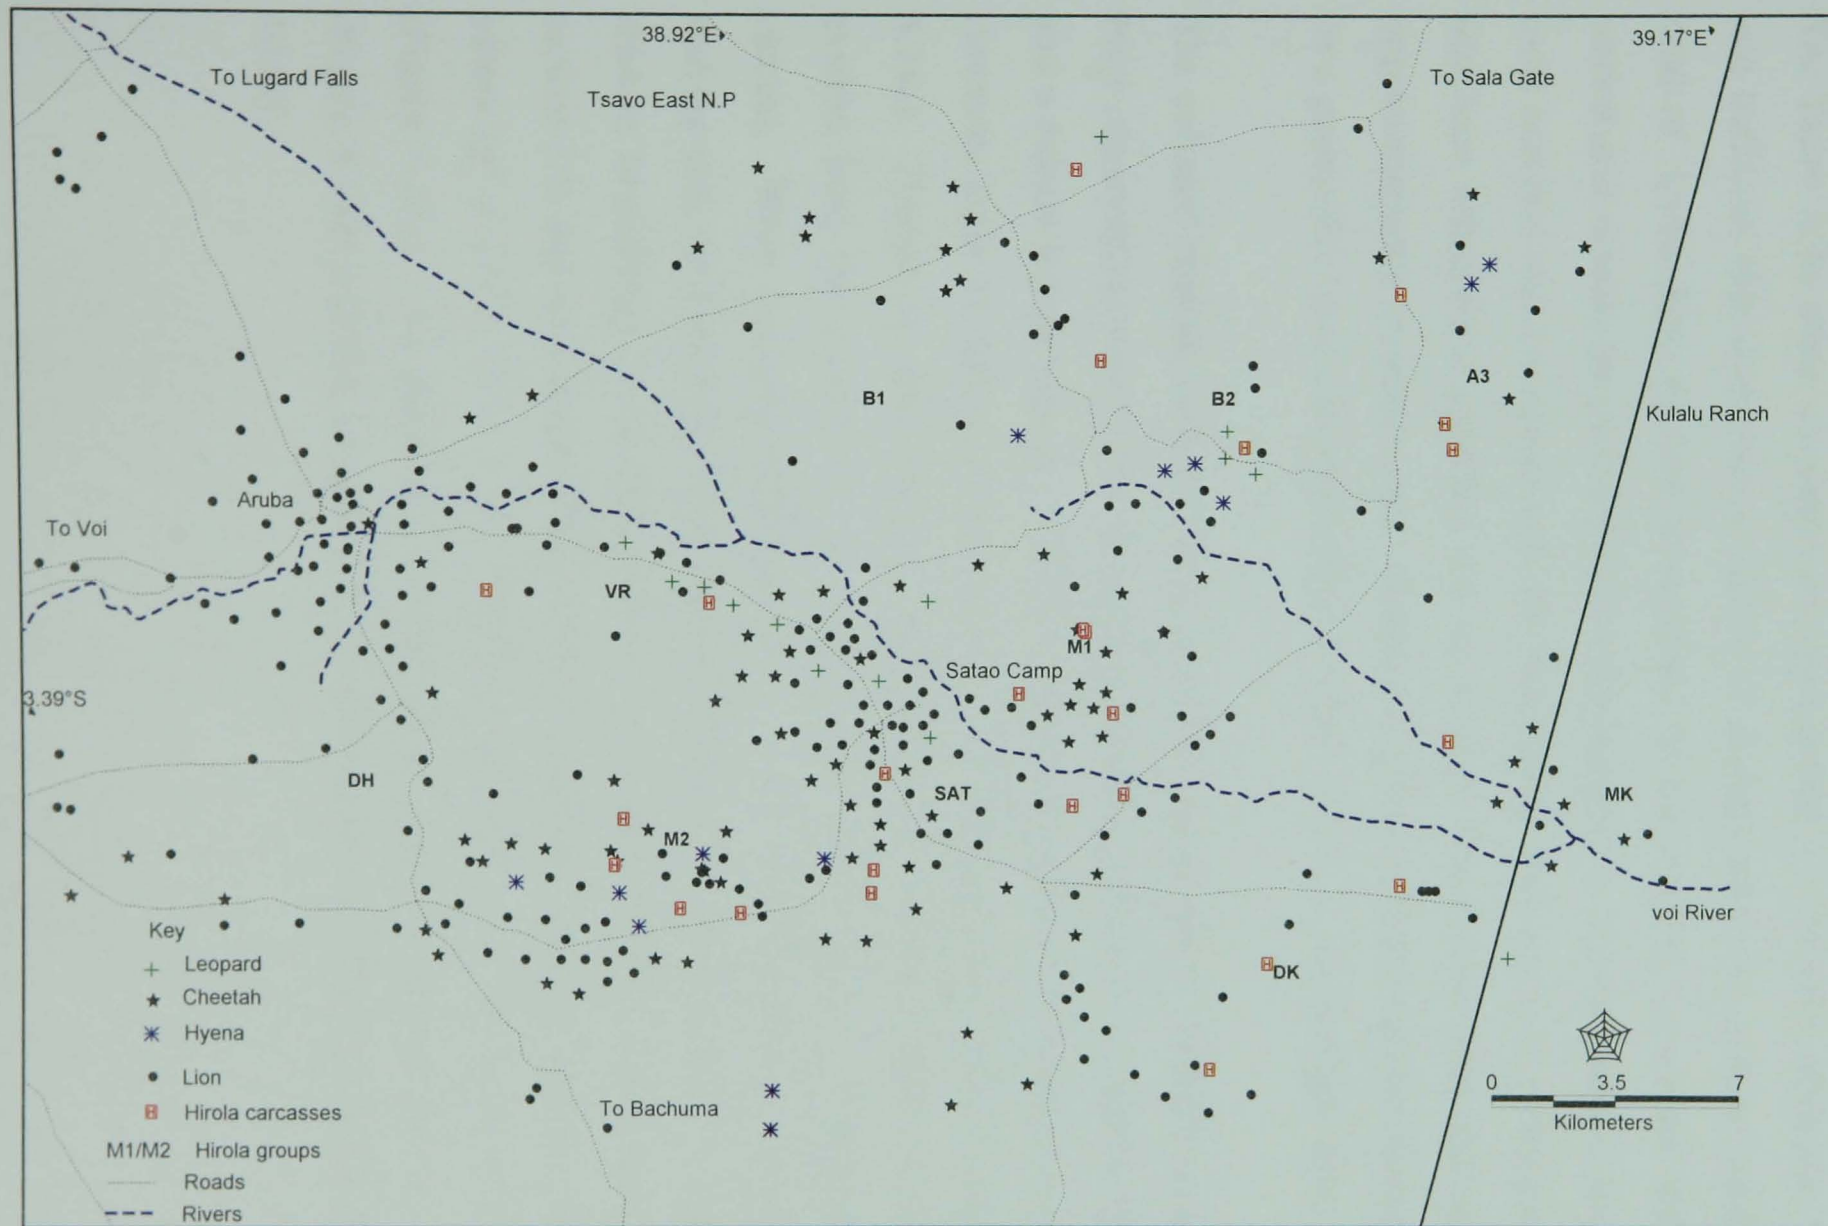 38.92°E
39.17°E
To Lugard Falls
Tsavo East N.P
To Sala Gate
B1
B2
A3
Kulalu Ranch
Aruba
To Voi
VR
M1
Satao Camp
3.39°S
DH
SAT
MK
M2
voi River
DK
Key
Leopard
Cheetah
Hyena
Lion
H Hirola carcasses
M1/M2 Hirola groups
Roads
Rivers
To Bachuma
0 3.5 7
Kilometers